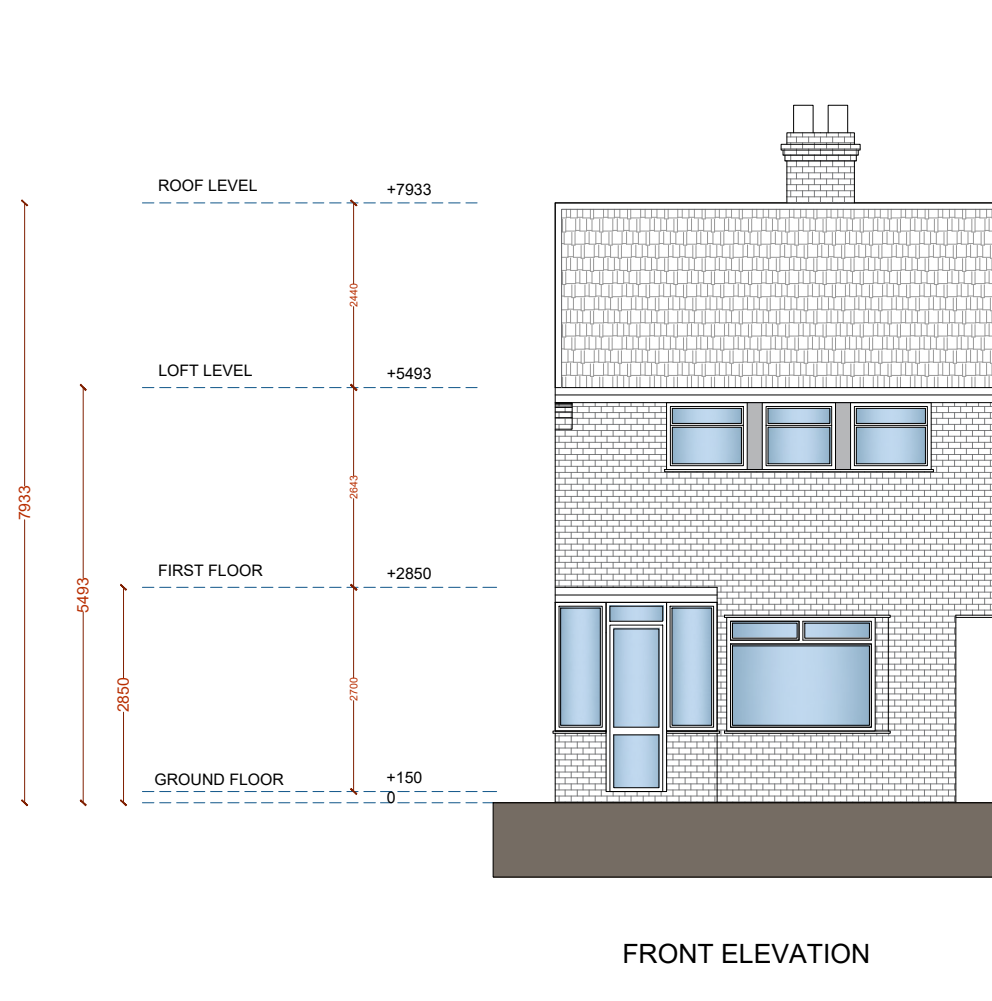 ROOF LEVEL +7933
2440
LOFT LEVEL +5493
2643
7933
FIRST FLOOR +2850
5493
2850
2700
GROUND FLOOR +150
0
FRONT ELEVATION